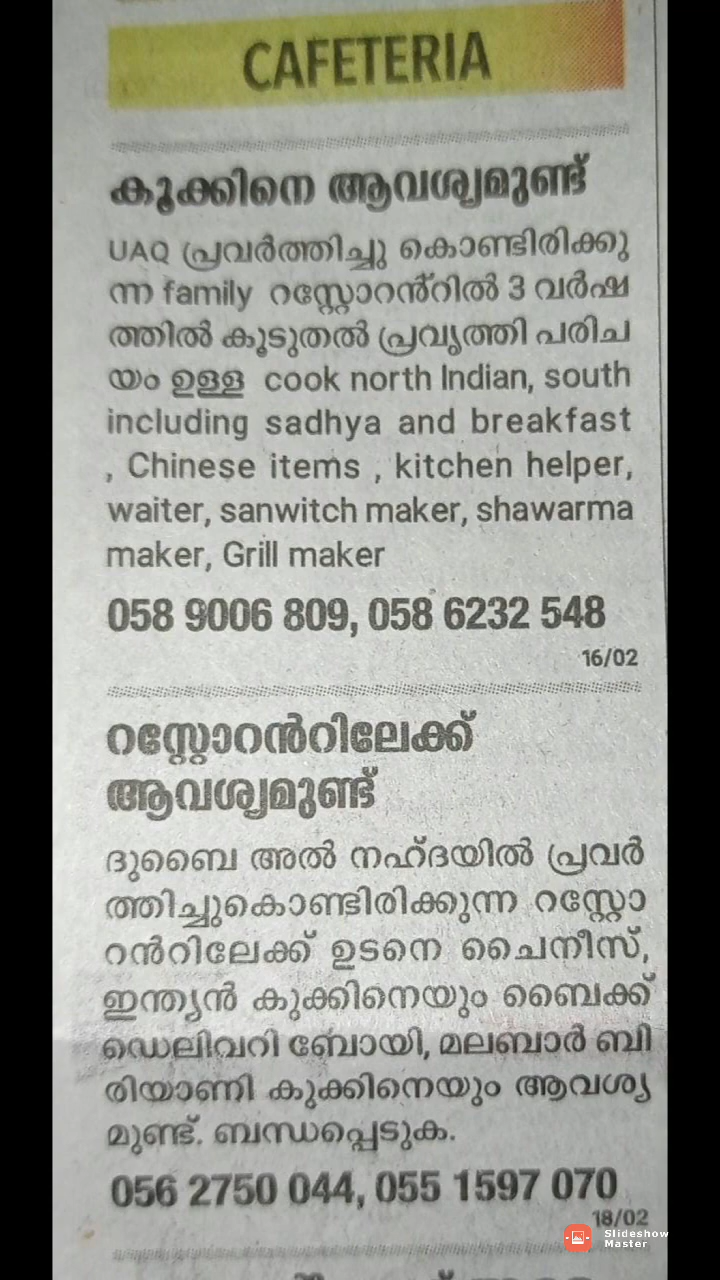 CAFETERIA
കുക്കിനെ ആവശ്യമുണ്ട്
UAQ പ്രവർത്തിച്ചു കൊണ്ടിരിക്കു
ന്ന family റസ്റ്റോറൻ്റിൽ 3 വർഷ
ത്തിൽ കൂടുതൽ പ്രവൃത്തി പരിച
യം ഉള്ള cook north Indian, south
including sadhya and breakfast
, Chinese items , kitchen helper,
waiter, sanwitch maker, shawarma
maker, Grill maker
058 9006 809, 058 6232 548
16/02
റസ്റ്റോറൻറിലേക്ക്
ആവശ്യമുണ്ട്
ദുബൈ അൽ നഹ്ദയിൽ പ്രവർ
ത്തിച്ചുകൊണ്ടിരിക്കുന്ന റസ്റ്റോ
റൻറിലേക്ക് ഉടനെ ചൈനീസ്,
ഇന്ത്യൻ കുക്കിനെയും ബൈക്ക്
ഡെലിവറി ബോയി, മലബാർ ബി
രിയാണി കുക്കിനെയും ആവശ്യ
മുണ്ട്. ബന്ധപ്പെടുക.
056 2750 044, 055 1597 070
18/02
Slideshow
Master